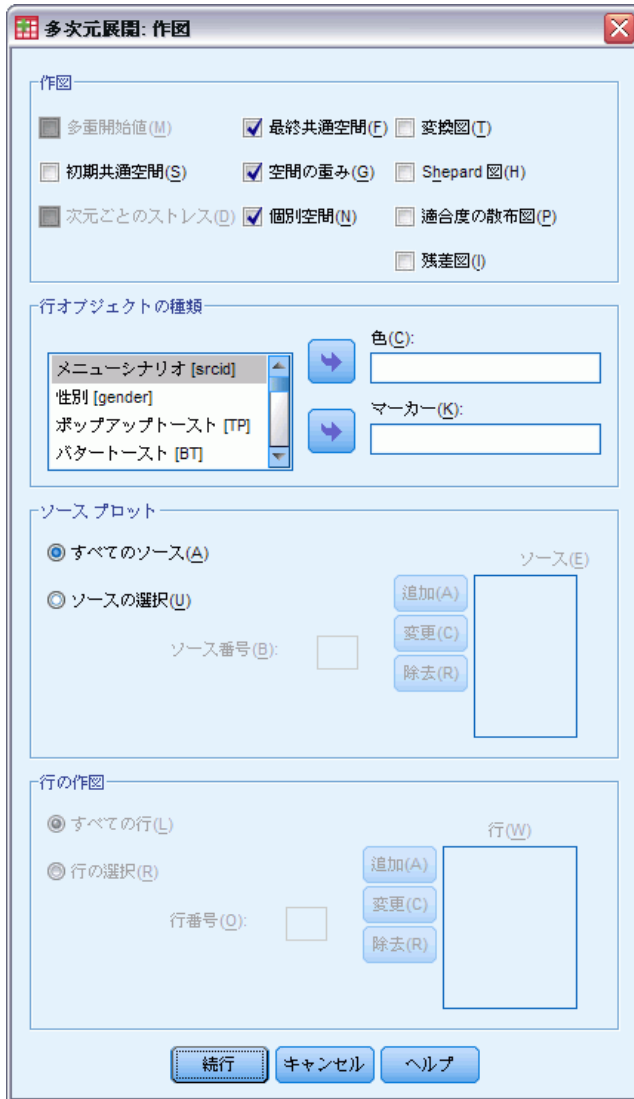 多次元展開: 作図
作図
多重開始値(M)
最終共通空間(F)
変換図(T)
初期共通空間(S)
空間の重み(G)
Shepard 図(H)
次元ごとのストレス(D)
個別空間(N)
適合度の散布図(P)
残差図(I)
行オブジェクトの種類
メニューシナリオ [srcid]
性別 [gender]
ポップアップトースト [TP]
バタートースト [BT]
色(C):
マーカー(K):
ソース プロット
すべてのソース(A)
ソースの選択(U)
ソース番号(B):
ソース(E)
追加(A)
変更(C)
除去(R)
行の作図
すべての行(L)
行の選択(R)
行番号(O):
行(W)
追加(A)
変更(C)
除去(R)
続行
キャンセル
ヘルプ